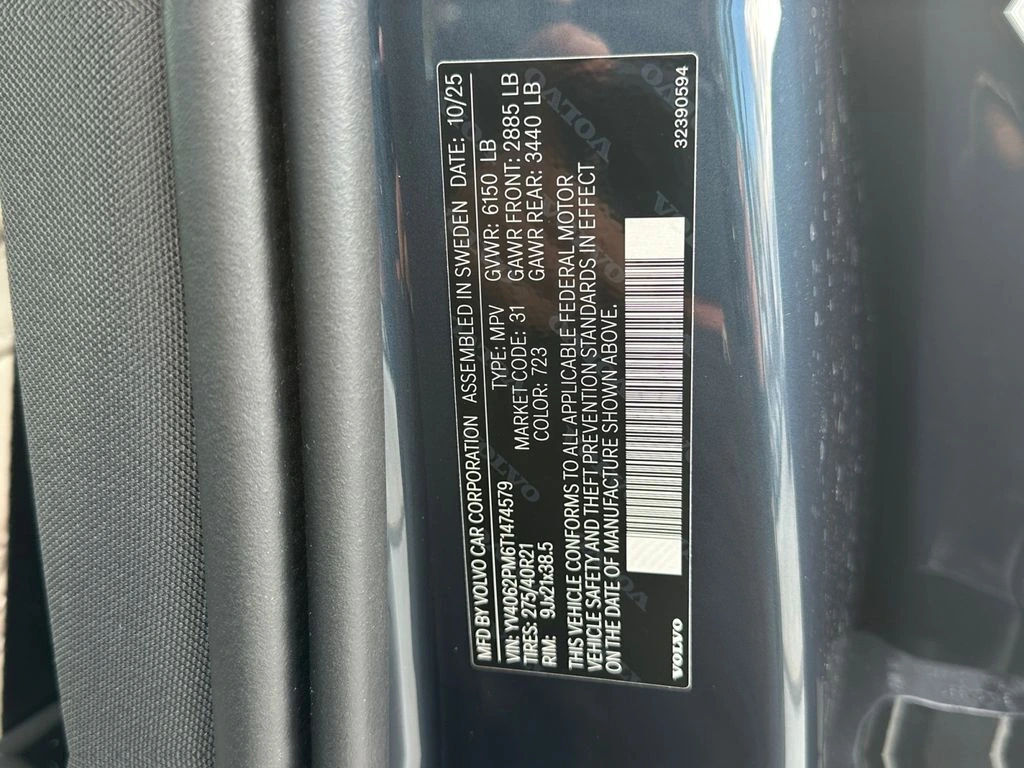 MFD BY VOLVO CAR CORPORATION ASSEMBLED IN SWEDEN DATE: 10/25
VIN: YV4062PM6T1474579 TYPE: MPV GVWR: 6150 LB
TIRES: 275/40R21 MARKET CODE: 31 GAWR FRONT: 2885 LB
RIM: 9Jx21x38.5 COLOR: 723 GAWR REAR: 3440 LB
THIS VEHICLE CONFORMS TO ALL APPLICABLE FEDERAL MOTOR
VEHICLE SAFETY AND THEFT PREVENTION STANDARDS IN EFFECT
ON THE DATE OF MANUFACTURE SHOWN ABOVE.
VOLVO 32390594